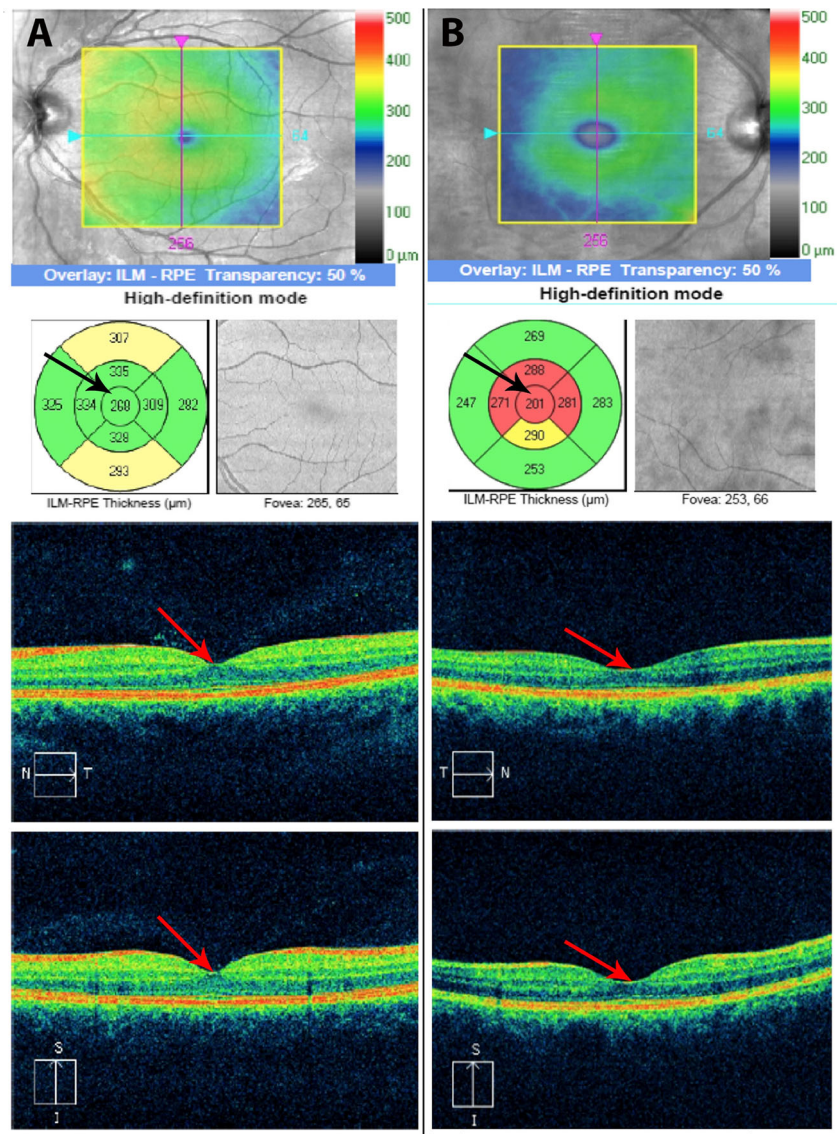 A
500
400
300
200
100
0 µm
64
256
Overlay: ILM - RPE Transparency: 50 %
High-definition mode
307
335
325
334
268
309
282
328
293
ILM-RPE Thickness (µm)
Fovea: 265, 65
N
T
S
I
B
500
400
300
200
100
0 µm
64
256
Overlay: ILM - RPE Transparency: 50 %
High-definition mode
269
288
247
271
201
281
283
290
253
ILM-RPE Thickness (µm)
Fovea: 253, 66
T
N
S
I